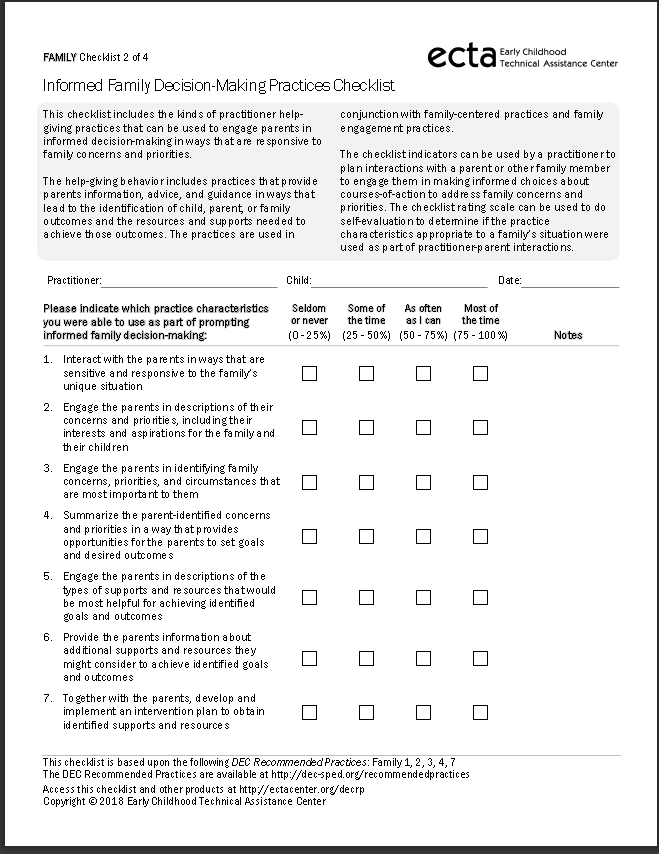 FAMILY Checklist 2 of 4
ecta Early Childhood
Technical Assistance Center
Informed Family Decision-Making Practices Checklist
This checklist includes the kinds of practitioner help-
giving practices that can be used to engage parents in
informed decision-making in ways that are responsive to
family concerns and priorities.
The help-giving behavior includes practices that provide
parents information, advice, and guidance in ways that
lead to the identification of child, parent, or family
outcomes and the resources and supports needed to
achieve those outcomes. The practices are used in
conjunction with family-centered practices and family
engagement practices.
The checklist indicators can be used by a practitioner to
plan interactions with a parent or other family member
to engage them in making informed choices about
courses-of-action to address family concerns and
priorities. The checklist rating scale can be used to do
self-evaluation to determine if the practice
characteristics appropriate to a family's situation were
used as part of practitioner-parent interactions.
Practitioner: Child: Date:
Please indicate which practice characteristics
you were able to use as part of prompting
informed family decision-making:
Seldom
or never
(0 - 25%)
Some of
the time
(25 - 50%)
As often
as I can
(50 - 75%)
Most of
the time
(75 - 100%)
Notes
1. Interact with the parents in ways that are
sensitive and responsive to the family's
unique situation
2. Engage the parents in descriptions of their
concerns and priorities, including their
interests and aspirations for the family and
their children
3. Engage the parents in identifying family
concerns, priorities, and circumstances that
are most important to them
4. Summarize the parent-identified concerns
and priorities in a way that provides
opportunities for the parents to set goals
and desired outcomes
5. Engage the parents in descriptions of the
types of supports and resources that would
be most helpful for achieving identified
goals and outcomes
6. Provide the parents information about
additional supports and resources they
might consider to achieve identified goals
and outcomes
7. Together with the parents, develop and
implement an intervention plan to obtain
identified supports and resources
This checklist is based upon the following DEC Recommended Practices: Family 1, 2, 3, 4, 7
The DEC Recommended Practices are available at http://dec-sped.org/recommendedpractices
Access this checklist and other products at http://ectacenter.org/decrp
Copyright © 2018 Early Childhood Technical Assistance Center